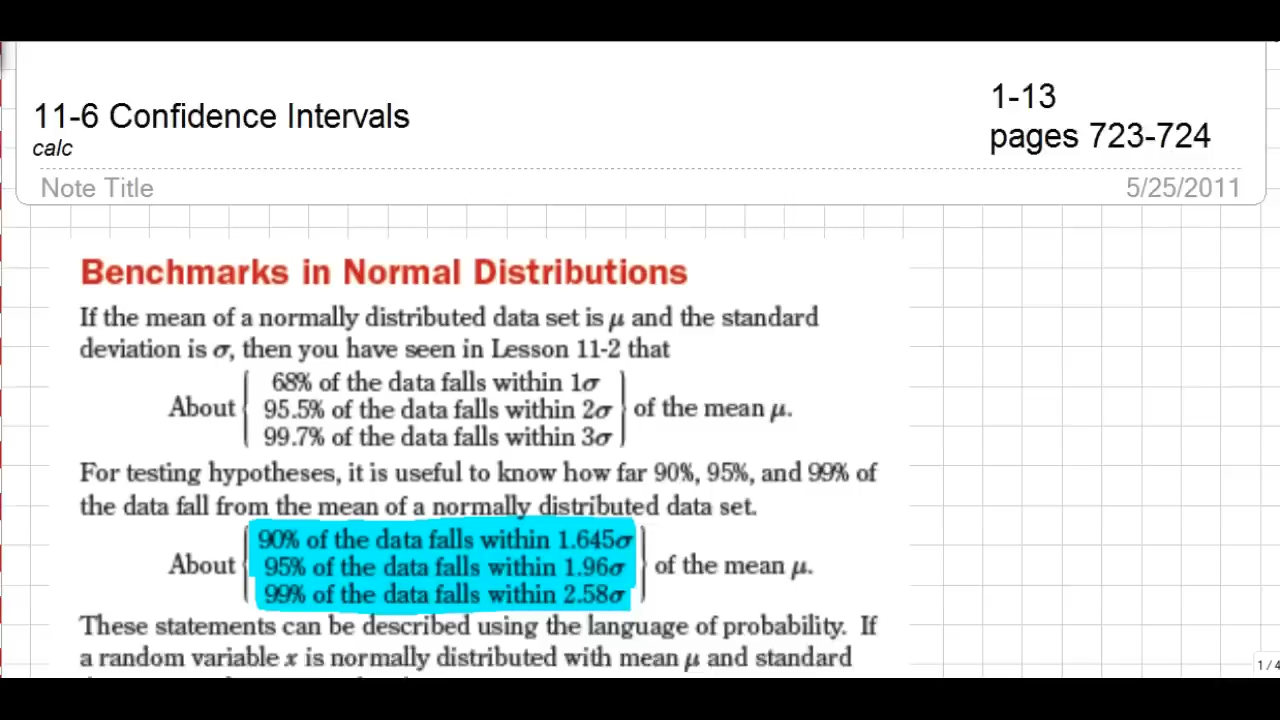 11-6 Confidence Intervals
calc
1-13
pages 723-724
Note Title
5/25/2011
Benchmarks in Normal Distributions
If the mean of a normally distributed data set is μ and the standard
deviation is σ, then you have seen in Lesson 11-2 that
68% of the data falls within 1σ
About 95.5% of the data falls within 2σ of the mean μ.
99.7% of the data falls within 3σ
For testing hypotheses, it is useful to know how far 90%, 95%, and 99% of
the data fall from the mean of a normally distributed data set.
90% of the data falls within 1.645σ
About 95% of the data falls within 1.96σ of the mean μ.
99% of the data falls within 2.58σ
These statements can be described using the language of probability. If
a random variable x is normally distributed with mean μ and standard
1 / 4